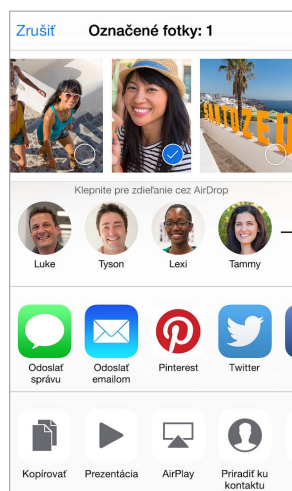 Zrušiť Označené fotky: 1
Klepnite pre zdieľanie cez AirDrop
Luke Tyson Lexi Tammy
Odoslať správu
Odoslať emailom
Pinterest
Twitter
Kopírovať
Prezentácia
AirPlay
Priradiť ku kontaktu